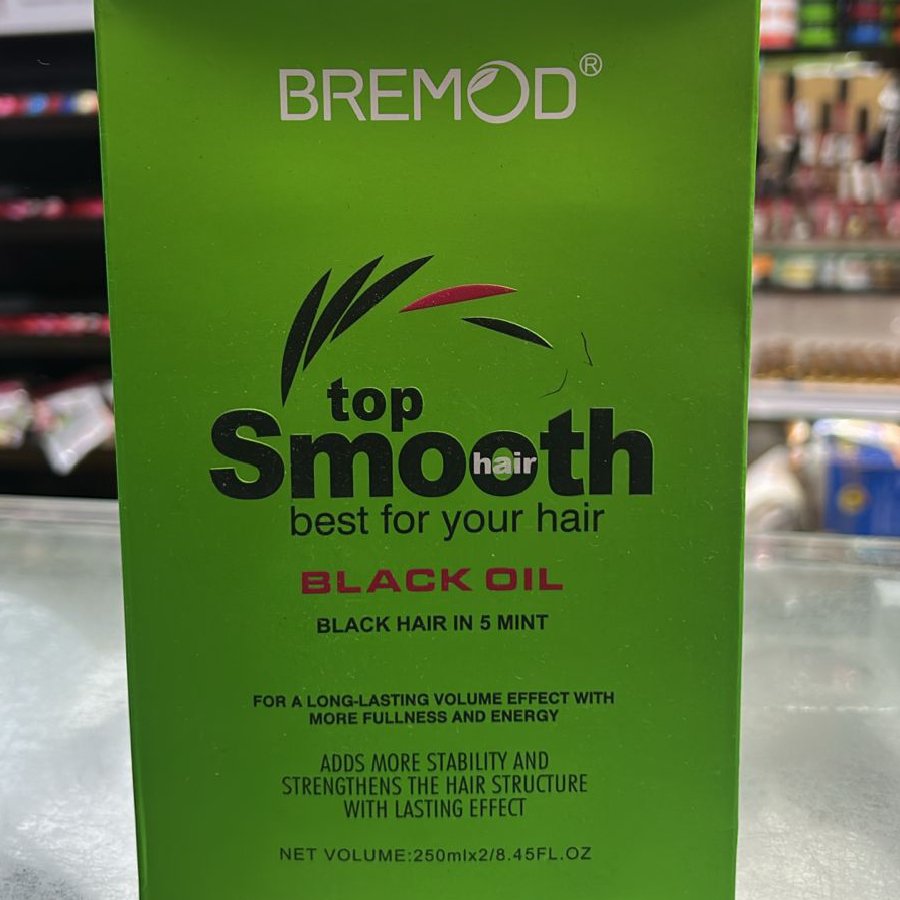 BREMOD®
top
Smooth
hair
best for your hair
BLACK OIL
BLACK HAIR IN 5 MINT
FOR A LONG-LASTING VOLUME EFFECT WITH
MORE FULLNESS AND ENERGY
ADDS MORE STABILITY AND
STRENGTHENS THE HAIR STRUCTURE
WITH LASTING EFFECT
NET VOLUME:250mlx2/8.45FL.OZ